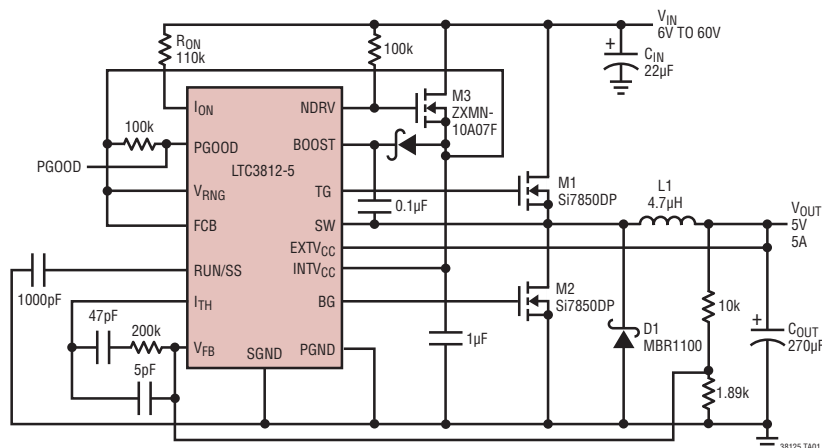 VIN
6V TO 60V
RON
110k
100k
CIN
22µF
+
M3
ZXMN-
10A07F
ION
NDRV
100k
PGOOD
PGOOD
BOOST
LTC3812-5
VRNG
TG
M1
Si7850DP
0.1µF
L1
4.7µH
VOUT
5V
5A
FCB
SW
EXTVCC
RUN/SS
INTVCC
1000pF
M2
Si7850DP
ITH
BG
10k
47pF
200k
1µF
D1
MBR1100
+
COUT
270µF
VFB
SGND
PGND
5pF
1.89k
38125 TA01